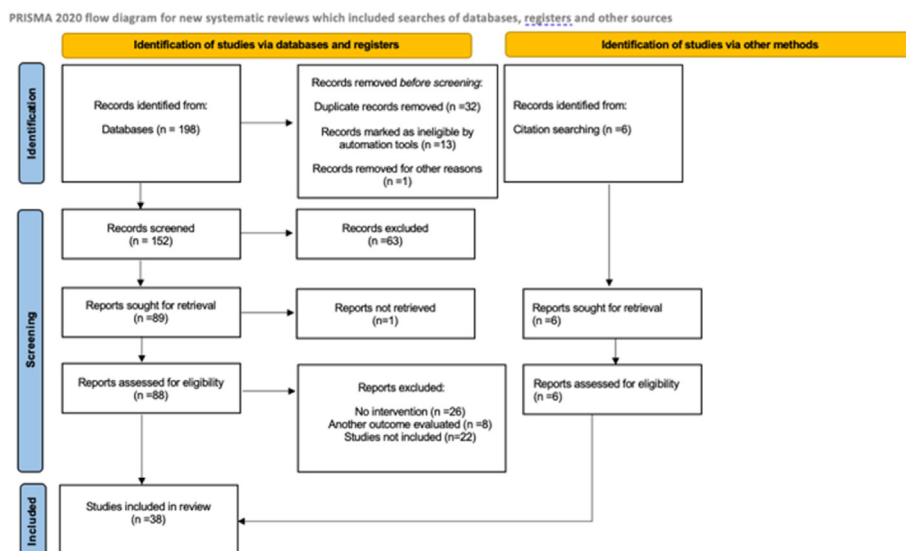 PRISMA 2020 flow diagram for new systematic reviews which included searches of databases, registers and other sources
Identification of studies via databases and registers
Identification of studies via other methods
Identification
Records identified from:
Databases (n = 198)
Records removed before screening:
Duplicate records removed (n =32)
Records marked as ineligible by
automation tools (n =13)
Records removed for other reasons
(n =1)
Records identified from:
Citation searching (n =6)
Screening
Records screened
(n = 152)
Records excluded
(n =63)
Reports sought for retrieval
(n =89)
Reports not retrieved
(n=1)
Reports sought for retrieval
(n =6)
Reports assessed for eligibility
(n =88)
Reports excluded:
No intervention (n =26)
Another outcome evaluated (n =8)
Studies not included (n=22)
Reports assessed for eligibility
(n =6)
Included
Studies included in review
(n =38)